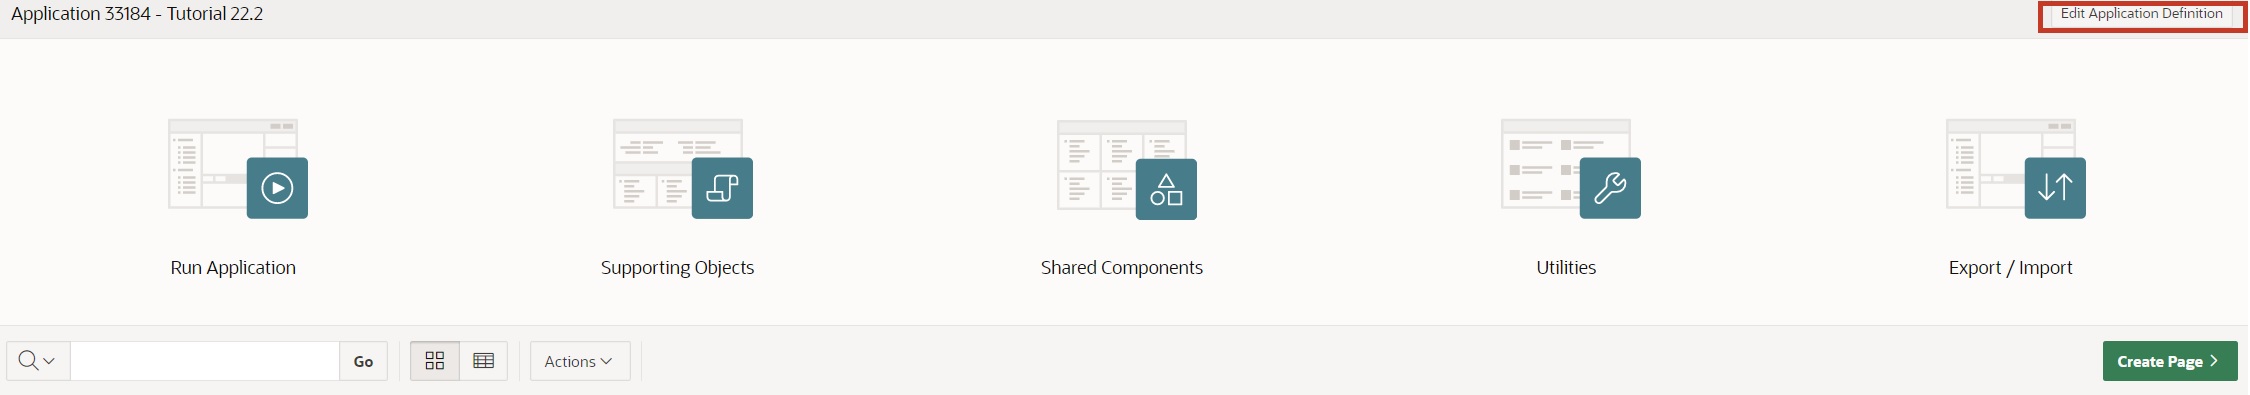 Application 33184 - Tutorial 22.2
Edit Application Definition
Run Application
Supporting Objects
Shared Components
Utilities
Export / Import
Go
Actions
Create Page